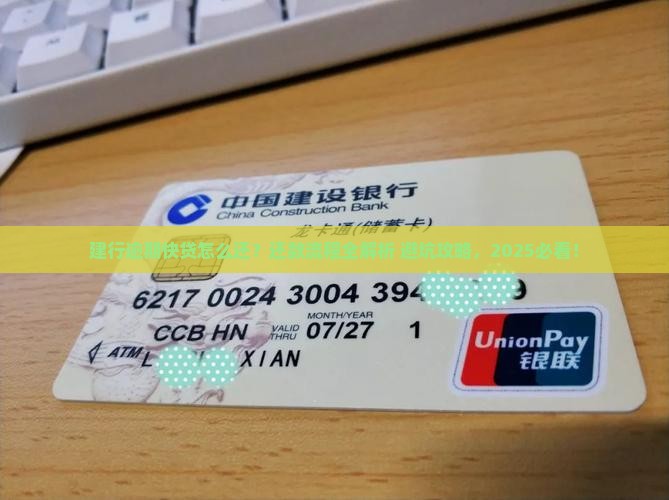 中国建设银行
China Construction Bank
龙卡通(储蓄卡)
建行逾期快贷怎么还？还款流程全解析 避坑攻略，2025必看！
6217 0024 3004 394 9
MONTH/YEAR
CCB HN VALID THRU 07/27 1
ATM L XIAN
UnionPay
银联